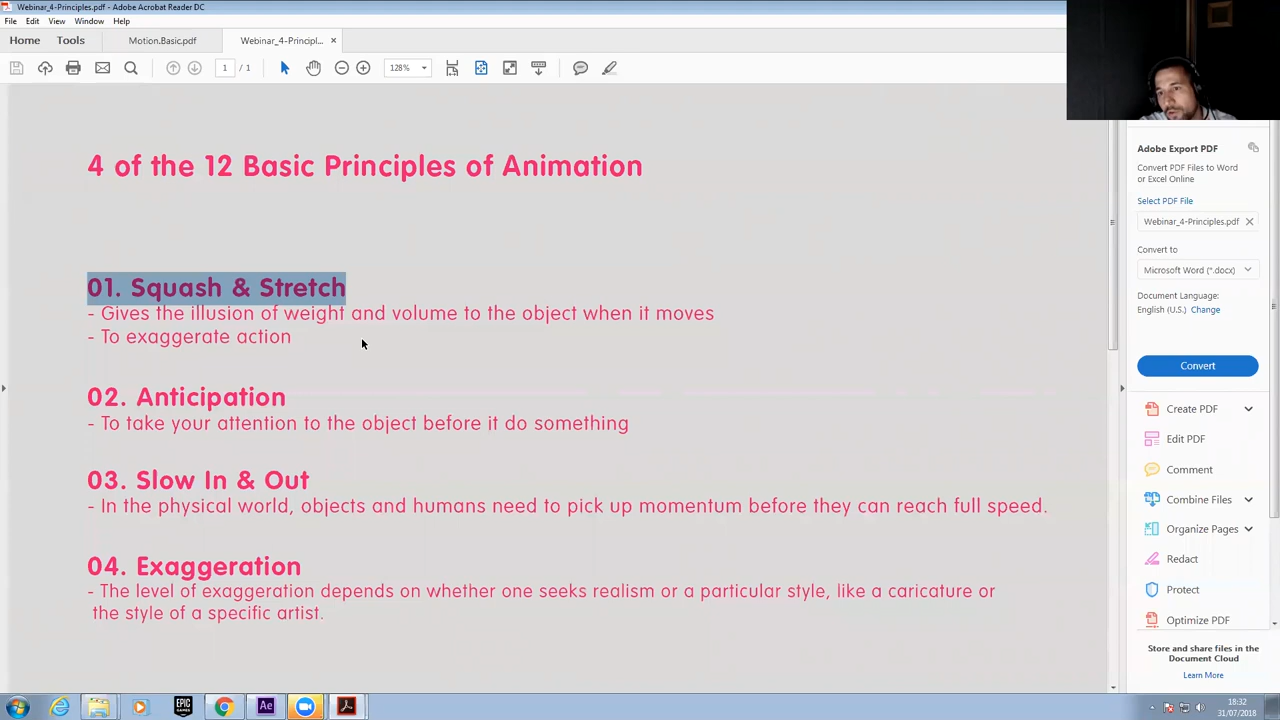 Webinar_4-Principles.pdf - Adobe Acrobat Reader DC
File Edit View Window Help
Home Tools Motion.Basic.pdf Webinar_4-Principl... ×
1 / 1 128%
4 of the 12 Basic Principles of Animation
01. Squash & Stretch
- Gives the illusion of weight and volume to the object when it moves
- To exaggerate action
02. Anticipation
- To take your attention to the object before it do something
03. Slow In & Out
- In the physical world, objects and humans need to pick up momentum before they can reach full speed.
04. Exaggeration
- The level of exaggeration depends on whether one seeks realism or a particular style, like a caricature or
the style of a specific artist.
Adobe Export PDF
Convert PDF Files to Word
or Excel Online
Select PDF File
Webinar_4-Principles.pdf ×
Convert to
Microsoft Word (*.docx)
Document Language:
English (U.S.) Change
Convert
Create PDF
Edit PDF
Comment
Combine Files
Organize Pages
Redact
Protect
Optimize PDF
Store and share files in the
Document Cloud
Learn More
EPIC
GAMES
Ae
18:32
31/07/2018